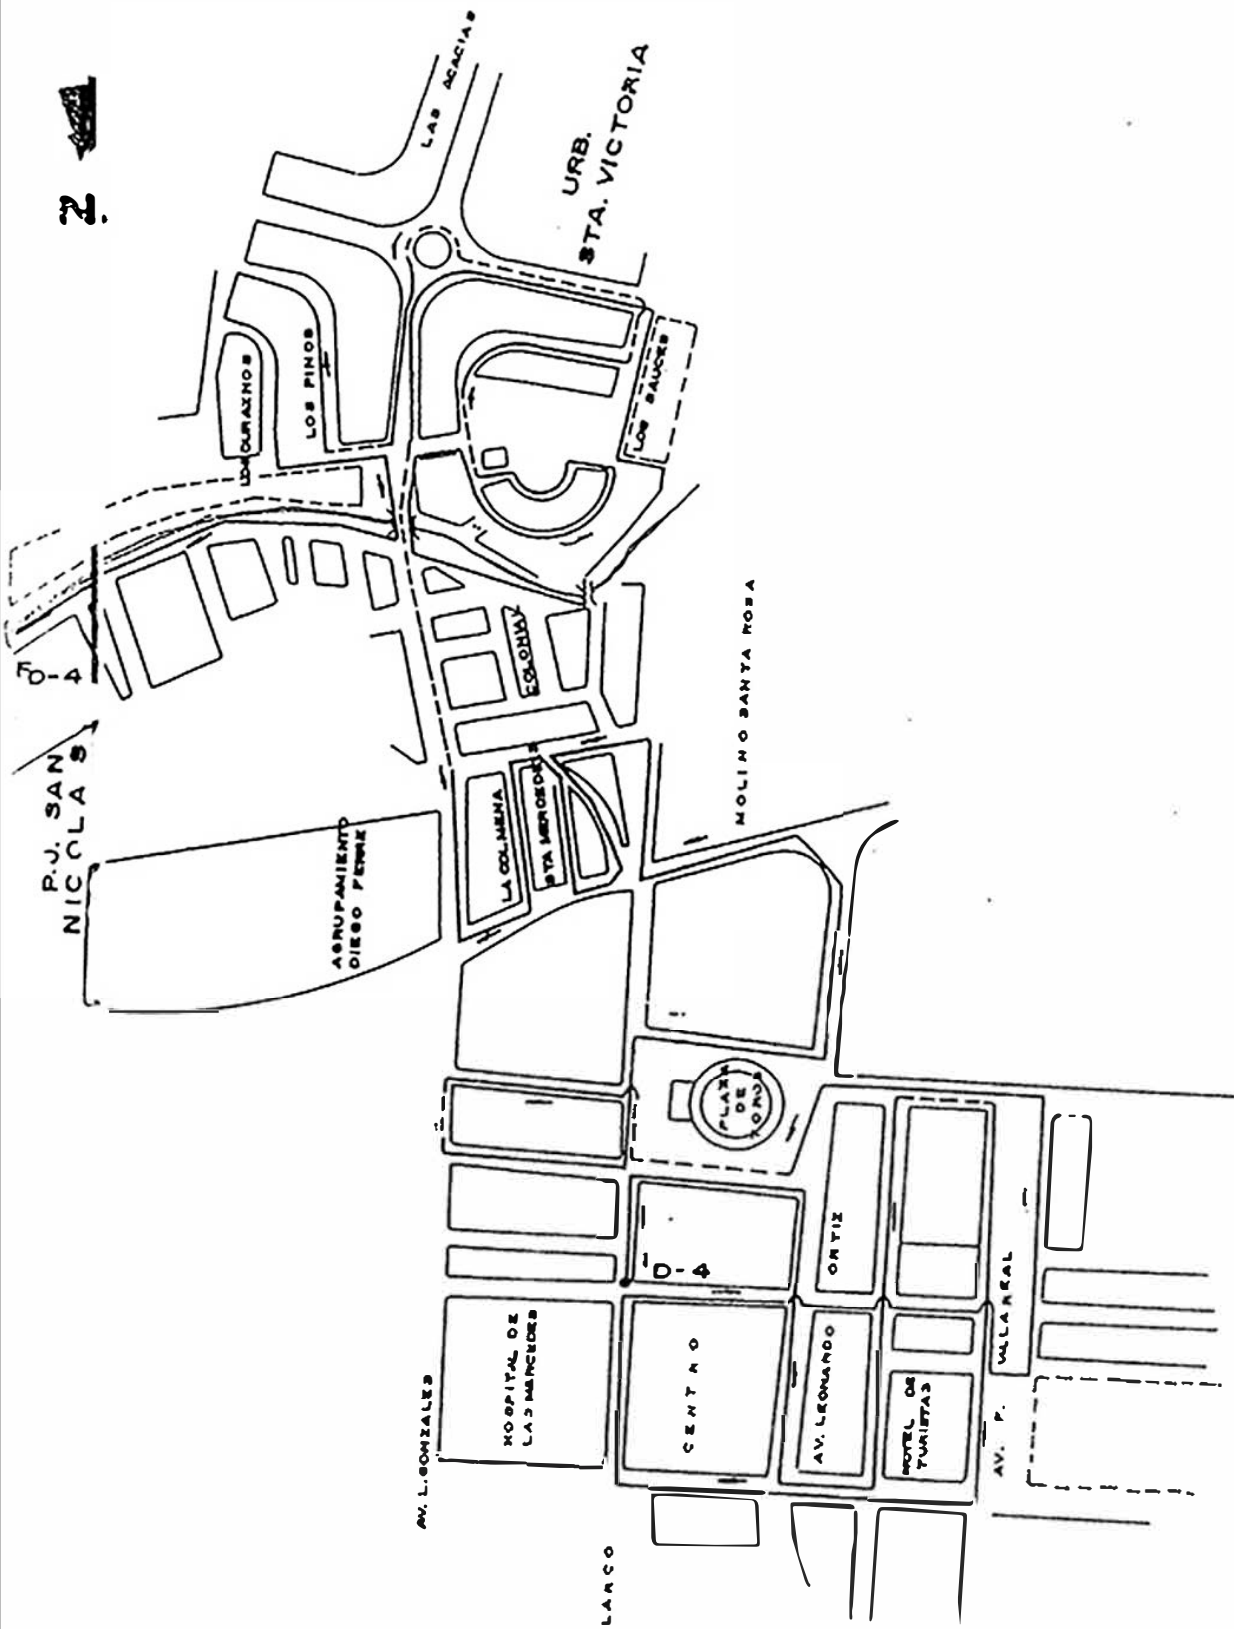 LAS ACACIAS
URB.
STA. VICTORIA
N.
LOS PINOS
LOS SAUCES
FD-4
P.J. SAN
NICOLAS
COLONIAL
MOLINO SANTA ROSA
LA COLMENA
STA MERCEDES
AGRUPAMIENTO
DIEGO FERRE
PLAZA
DE
TOROS
D-4
ORTIZ
VILLAREAL
HOSPITAL DE
LAS MERCEDES
CENTRO
AV. LEONARDO
HOTEL DE
TURISTAS
AV. L. GONZALES
AV. F.
LARCO